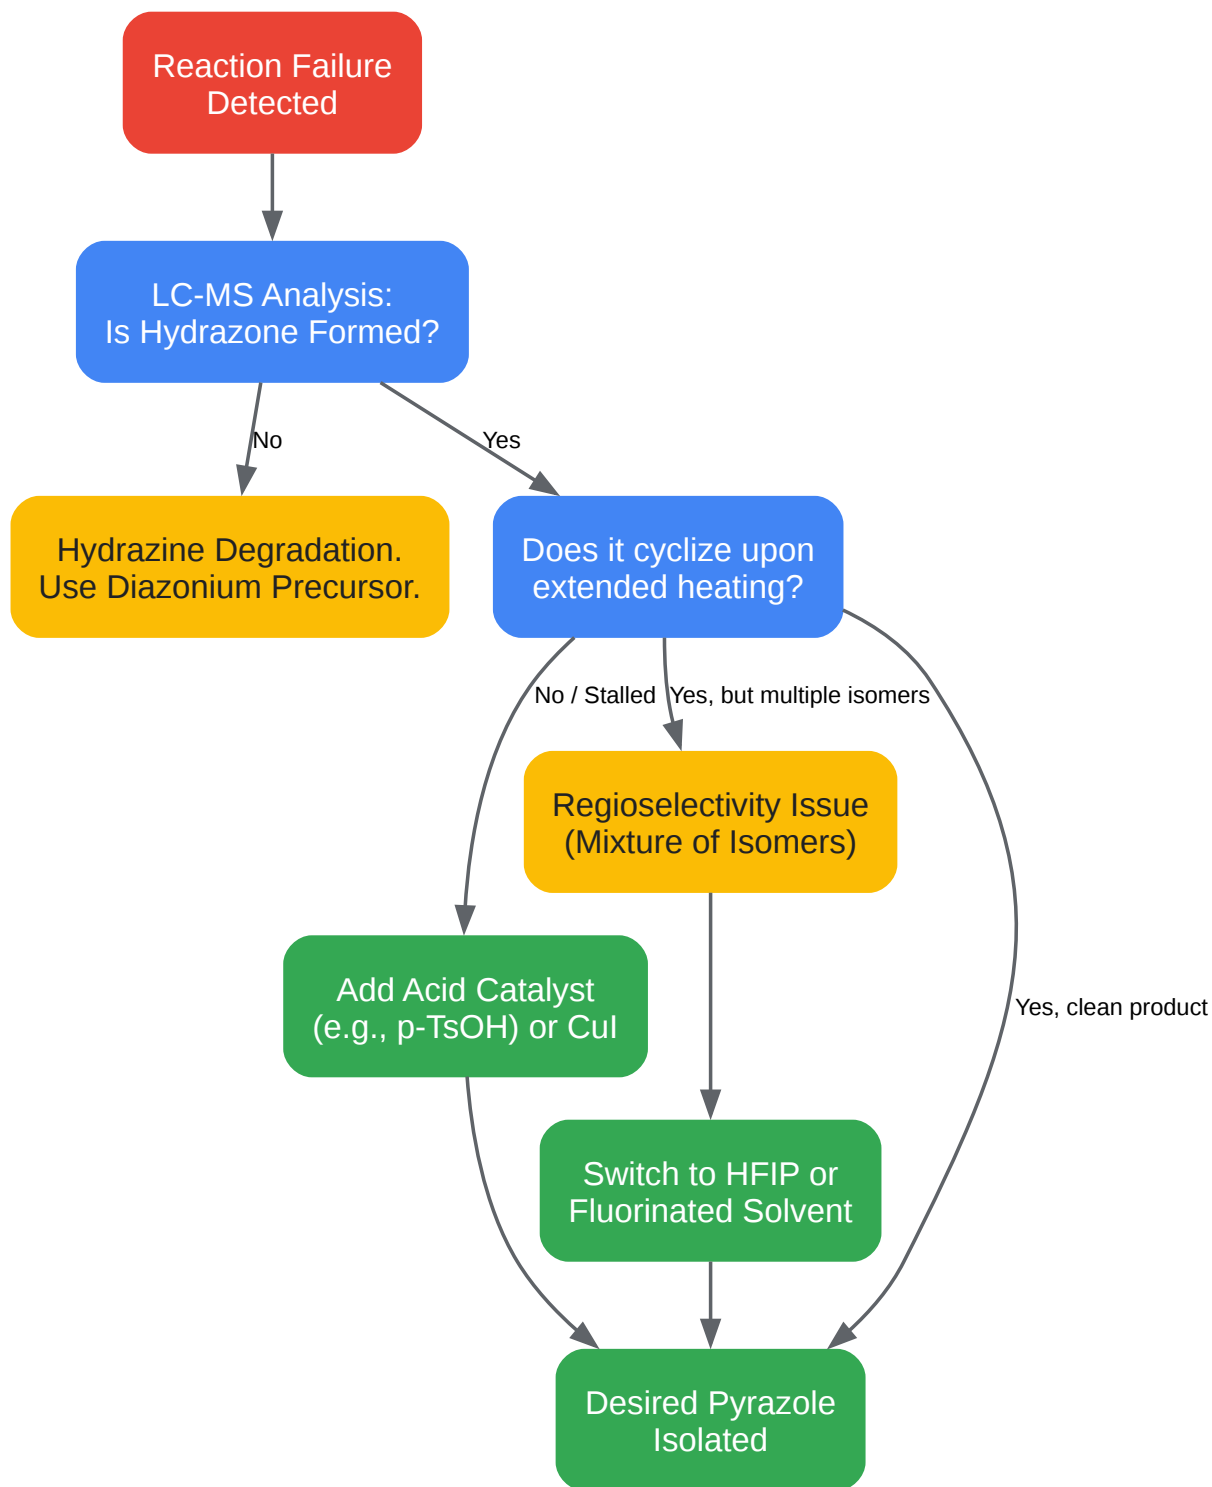 Reaction Failure
Detected
LC-MS Analysis:
Is Hydrazone Formed?
No
Yes
Hydrazine Degradation.
Use Diazonium Precursor.
Does it cyclize upon
extended heating?
No / Stalled
Yes, but multiple isomers
Regioselectivity Issue
(Mixture of Isomers)
Add Acid Catalyst
(e.g., p-TsOH) or CuI
Yes, clean product
Switch to HFIP or
Fluorinated Solvent
Desired Pyrazole
Isolated